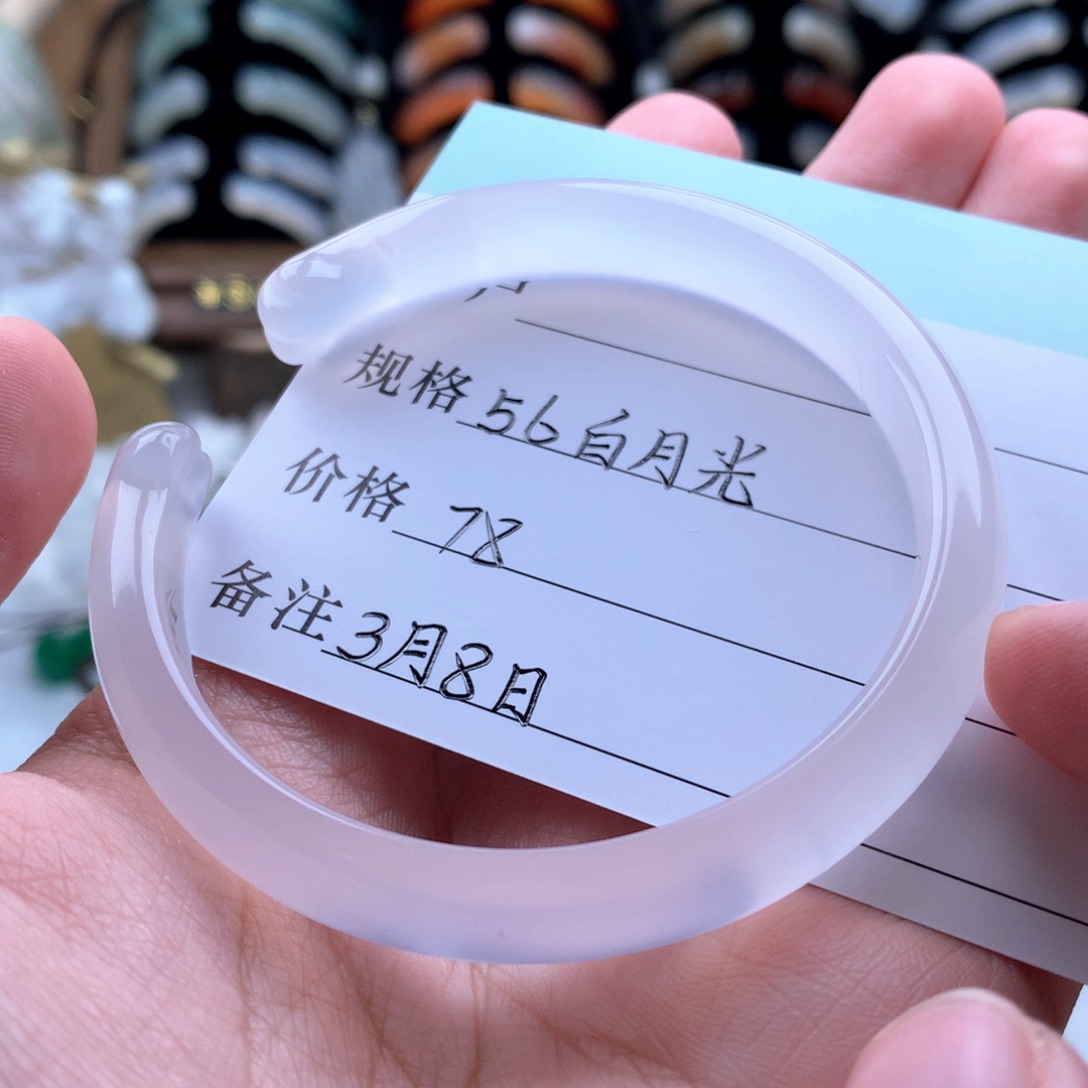 规格 56白月光
价格 78
备注 3月8日